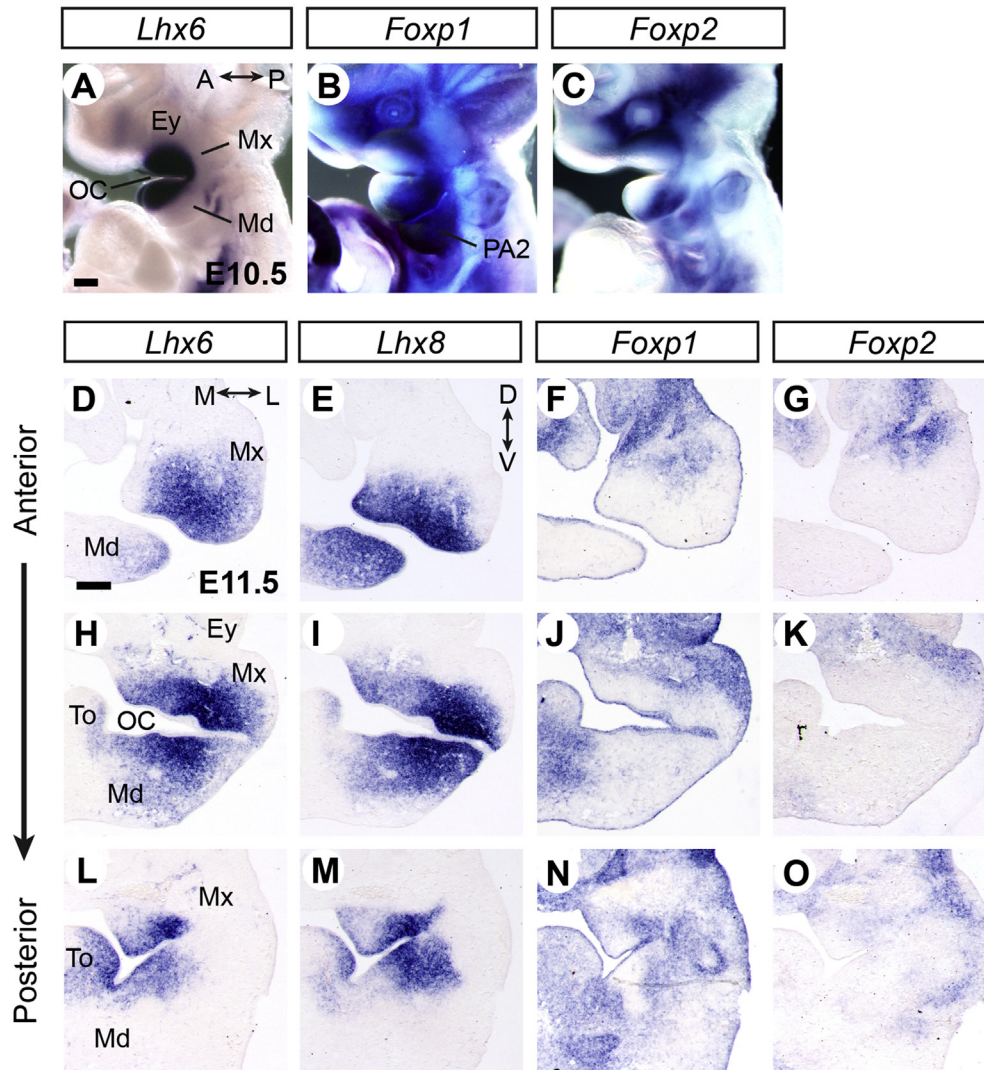 Lhx6 Foxp1 Foxp2
A A P B C
Ey
Mx
OC
Md
PA2
E10.5
Lhx6 Lhx8 Foxp1 Foxp2
Anterior
Posterior
D M L E D F G
Mx
V
Md
E11.5
H Ey I J K
Mx
To OC
Md
L Mx M N O
To
Md